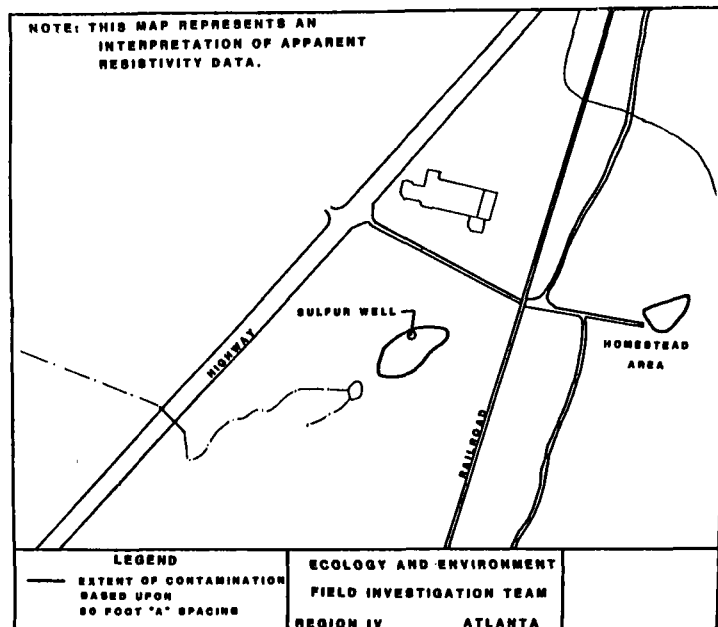 NOTE: THIS MAP REPRESENTS AN
INTERPRETATION OF APPARENT
RESISTIVITY DATA.
SULFUR WELL
HIGHWAY
HOMESTEAD
AREA
RAILROAD
LEGEND
EXTENT OF CONTAMINATION
BASED UPON
80 FOOT "A" SPACING
ECOLOGY AND ENVIRONMENT
FIELD INVESTIGATION TEAM
REGION IV ATLANTA